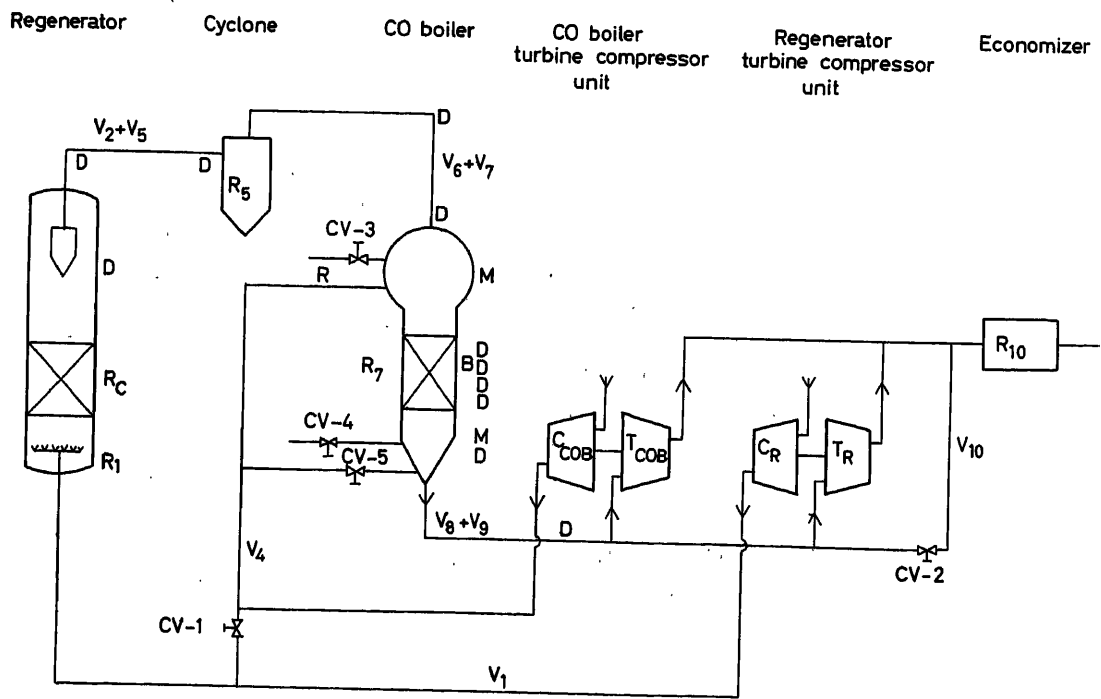 Regenerator
Cyclone
CO boiler
CO boiler
turbine compressor
unit
Regenerator
turbine compressor
unit
Economizer
V2+V5
D
D
R5
D
V6+V7
D
D
CV-3
R
M
RC
R1
R7
B
D
D
D
D
CV-4
CV-5
M
D
CCOB
TCOB
CR
TR
R10
V10
V8+V9
D
CV-2
V4
CV-1
V1